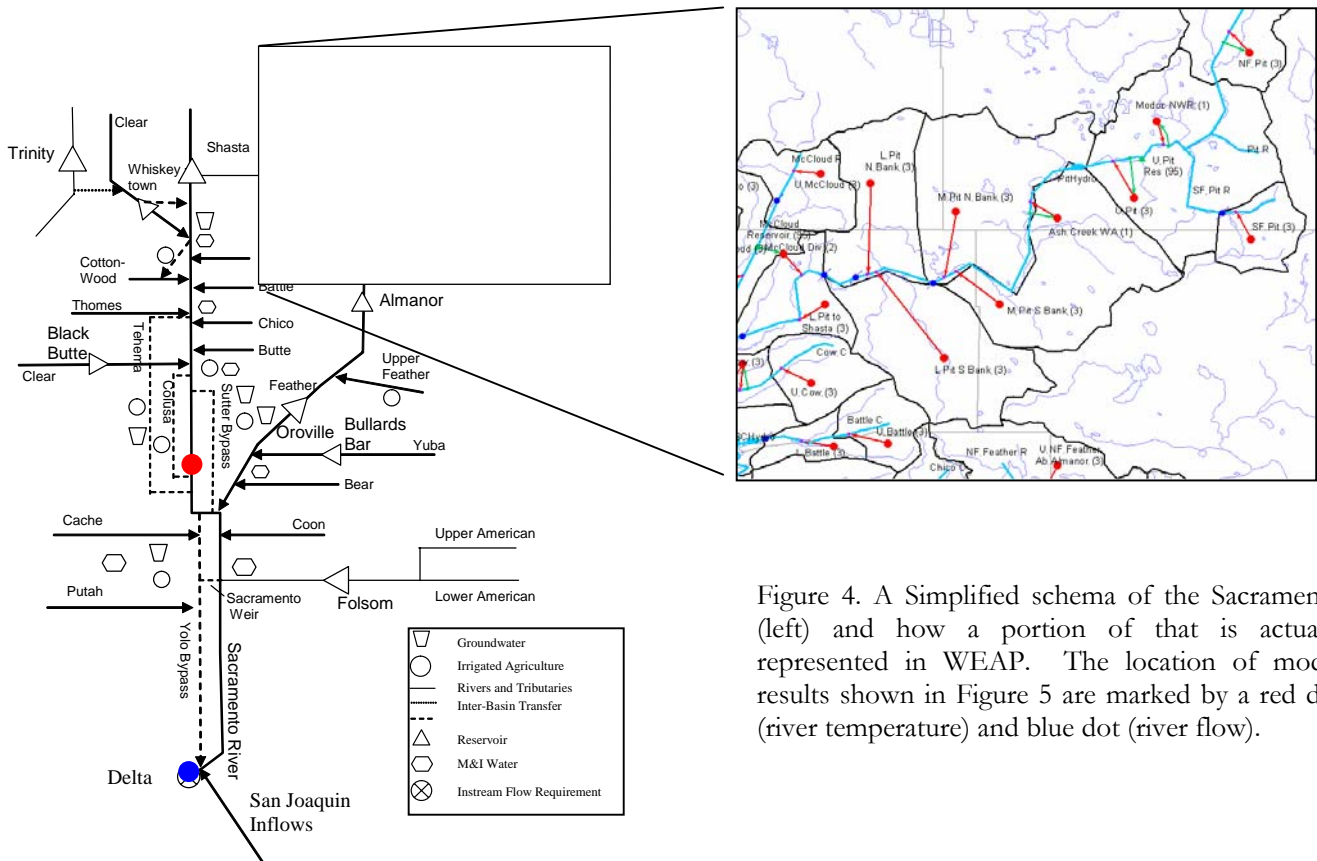 Clear
Trinity
Shasta
Whiskey
town
Cotton-
Wood
Battle
Thomes
Almanor
Chico
Black
Butte
Tehema
Butte
Upper
Feather
Clear
Colusa
Sutter Bypass
Feather
Oroville
Bullards
Bar
Yuba
Bear
Cache
Coon
Upper American
Putah
Sacramento
Weir
Folsom
Lower American
Yolo Bypass
Sacramento River
Groundwater
Irrigated Agriculture
Rivers and Tributaries
Inter-Basin Transfer
Reservoir
M&I Water
Instream Flow Requirement
Delta
San Joaquin
Inflows
NF, Pit (3)
Modoc NWR (1)
L.Pit
N.Bank (3)
McCloud R
U,McCloud (3)
(3)
Pit R
U.Pit
Res (95)
PitHydro
SF, Pit R
M.Pit N.Bank (3)
U.Pit (3)
McCloud
Reservoir
McCloud Div (2)
Ash Creek WA (1)
SF.Pit (3)
L.Pit to
Shasta (3)
M.Pit S Bank (3)
Cow C
L.Pit S Bank (3)
U.Cow, (3)
Battle C
U.Battle (3)
L.Battle (3)
NF, Feather R
U.NF.Feather
Ab.Almanor (3)
Chico C
Figure 4. A Simplified schema of the Sacramen
(left) and how a portion of that is actua
represented in WEAP. The location of mod
results shown in Figure 5 are marked by a red d
(river temperature) and blue dot (river flow).